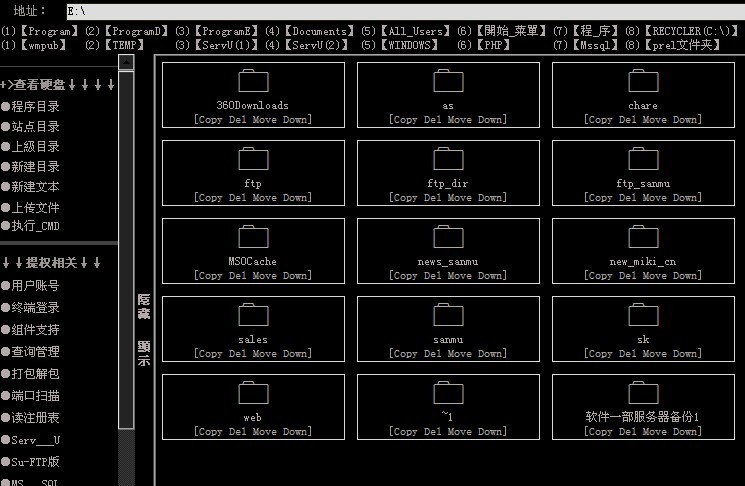 地址： E:\
(1)【Program】 (2)【ProgramD】 (3)【ProgramE】 (4)【Documents】 (5)【All_Users】 (6)【開始_菜單】 (7)【程_序】 (8)【RECYCLER(C:\)】
(1)【wmpub】 (2)【TEMP】 (3)【ServU(1)】 (4)【ServU(2)】 (5)【WINDOWS】 (6)【PHP】 (7)【Mssql】 (8)【prel文件夹】
+>查看硬盘↓↓↓↓
●程序目录
●站点目录
●上級目录
●新建目录
●新建文本
●上传文件
●执行_CMD
↓↓提权相关↓↓
●用户账号
●终端登录
●组件支持
●查询管理
●打包解包
●端口扫描
●读注册表
●Serv__U
●Su-FTP版
●MS__SQL
隐藏
顯示
360Downloads as chare
[Copy Del Move Down] [Copy Del Move Down] [Copy Del Move Down]
ftp ftp_dir ftp_sanmu
[Copy Del Move Down] [Copy Del Move Down] [Copy Del Move Down]
MSOCache news_sanmu new_miki_cn
[Copy Del Move Down] [Copy Del Move Down] [Copy Del Move Down]
sales sanmu sk
[Copy Del Move Down] [Copy Del Move Down] [Copy Del Move Down]
web ~1 软件一部服务器备份1
[Copy Del Move Down] [Copy Del Move Down] [Copy Del Move Down]